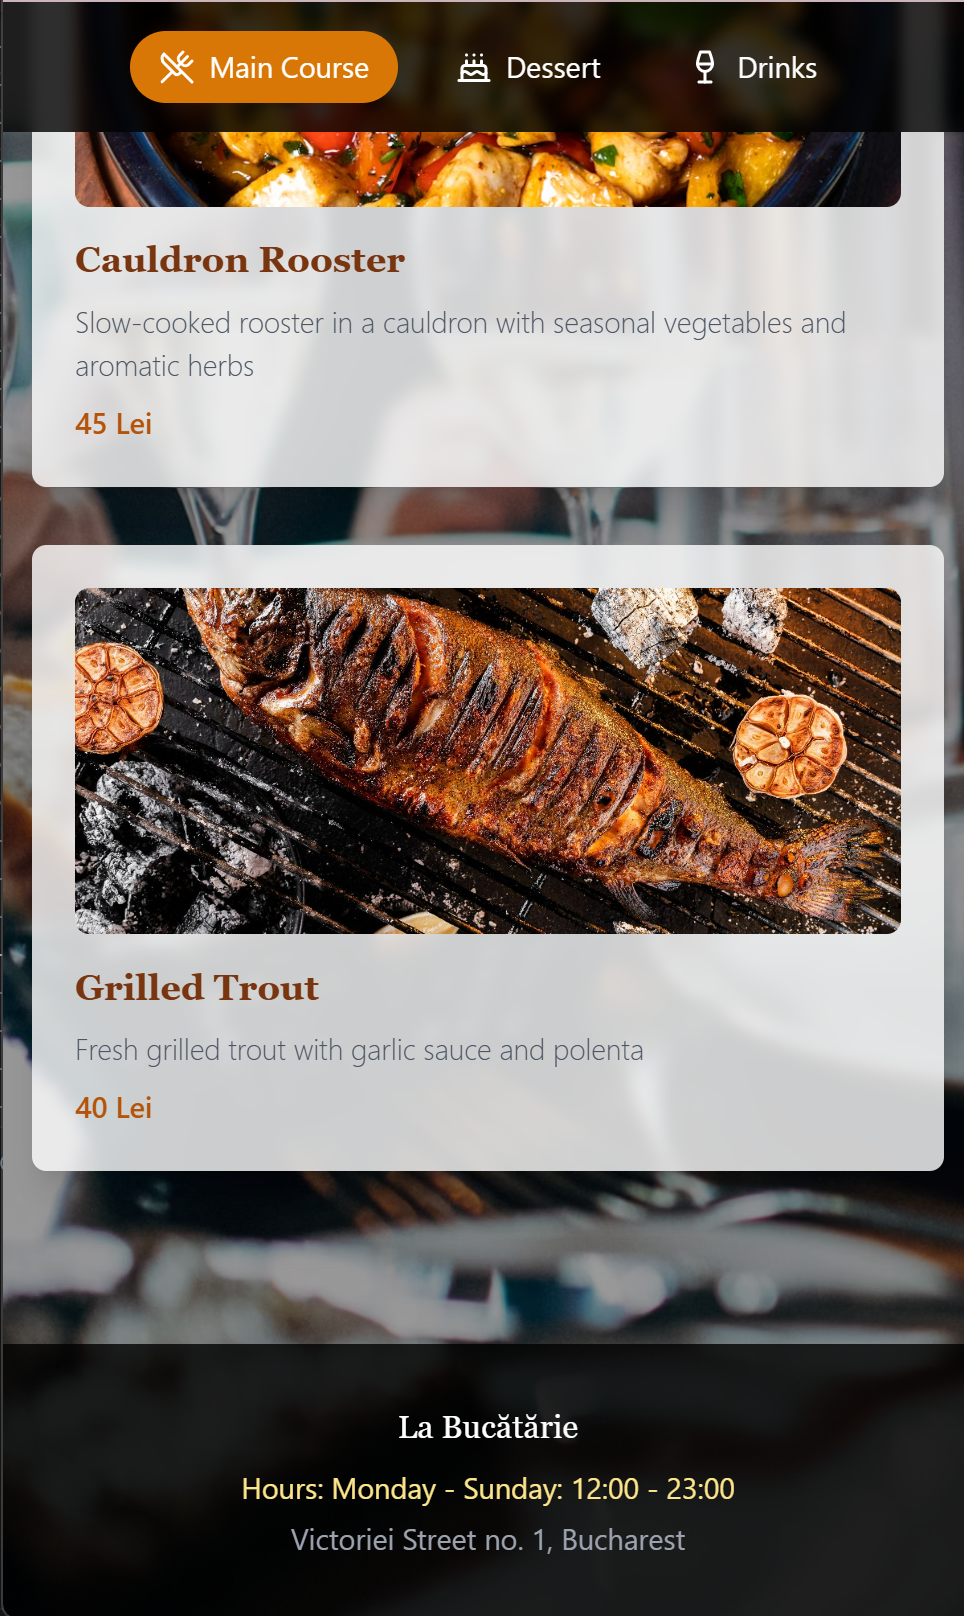 Main Course
Dessert
Drinks
Cauldron Rooster
Slow-cooked rooster in a cauldron with seasonal vegetables and
aromatic herbs
45 Lei
Grilled Trout
Fresh grilled trout with garlic sauce and polenta
40 Lei
La Bucătărie
Hours: Monday - Sunday: 12:00 - 23:00
Victoriei Street no. 1, Bucharest